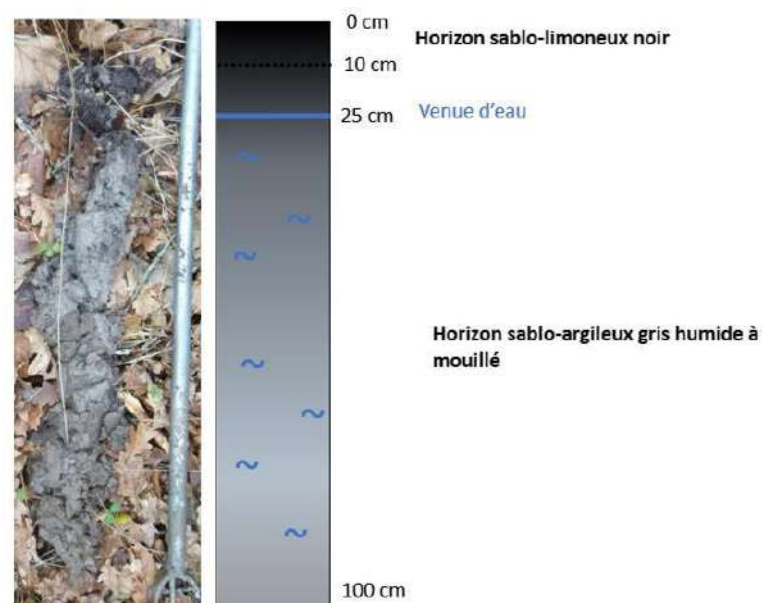 0 cm
Horizon sablo-limoneux noir
10 cm
25 cm
Venue d'eau
Horizon sablo-argileux gris humide à
mouillé
100 cm